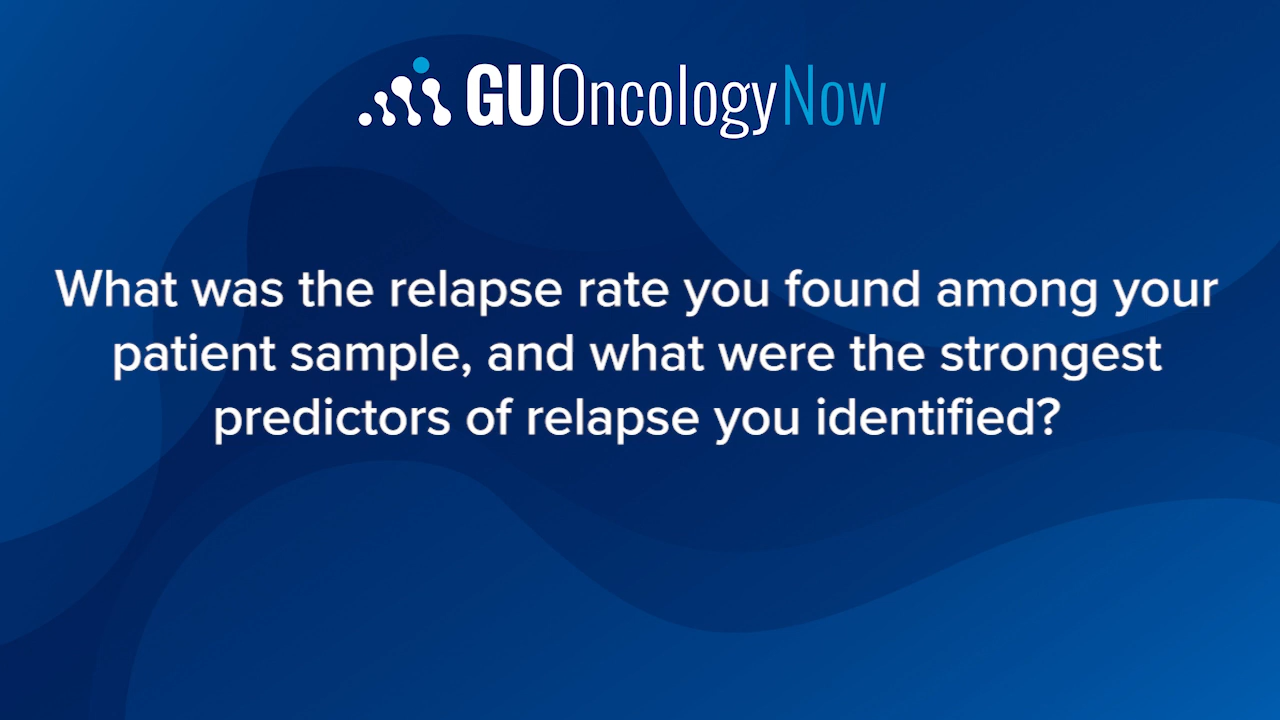 GUOncologyNow
What was the relapse rate you found among your
patient sample, and what were the strongest
predictors of relapse you identified?